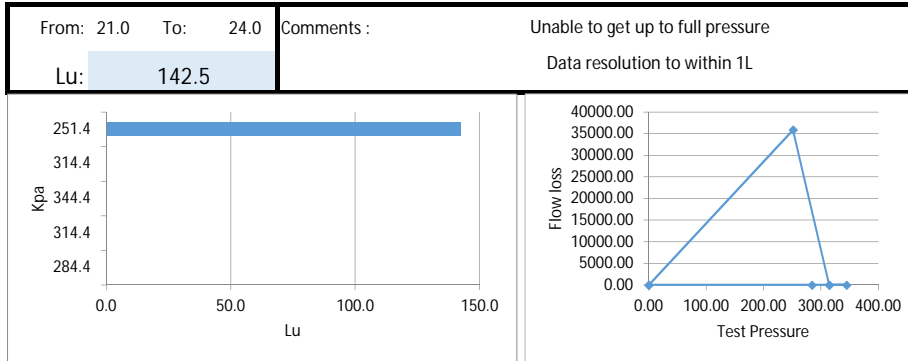 From: 21.0 To: 24.0 Comments : Unable to get up to full pressure
Data resolution to within 1L
Lu: 142.5
Kpa
251.4
314.4
344.4
314.4
284.4
0.0 50.0 100.0 150.0
Lu
Flow loss
40000.00
35000.00
30000.00
25000.00
20000.00
15000.00
10000.00
5000.00
0.00
0.00 100.00 200.00 300.00 400.00
Test Pressure